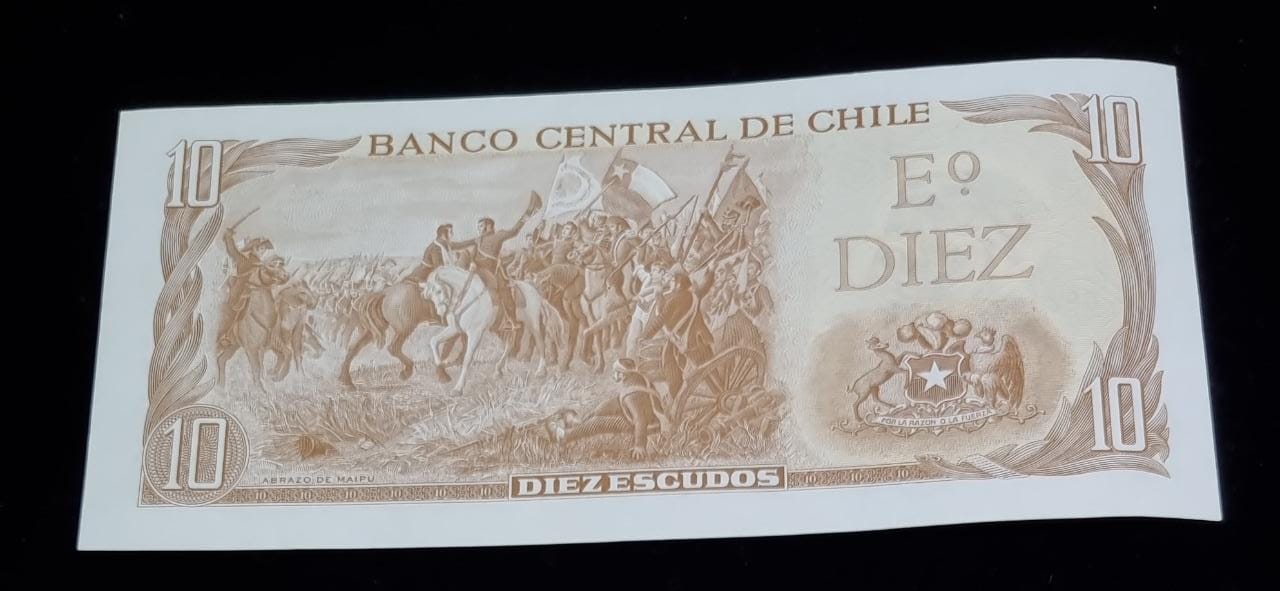 10
BANCO CENTRAL DE CHILE
10
Eº
DIEZ
POR LA RAZON O LA FUERZA
10
ABRAZO DE MAIPU
DIEZ ESCUDOS
10